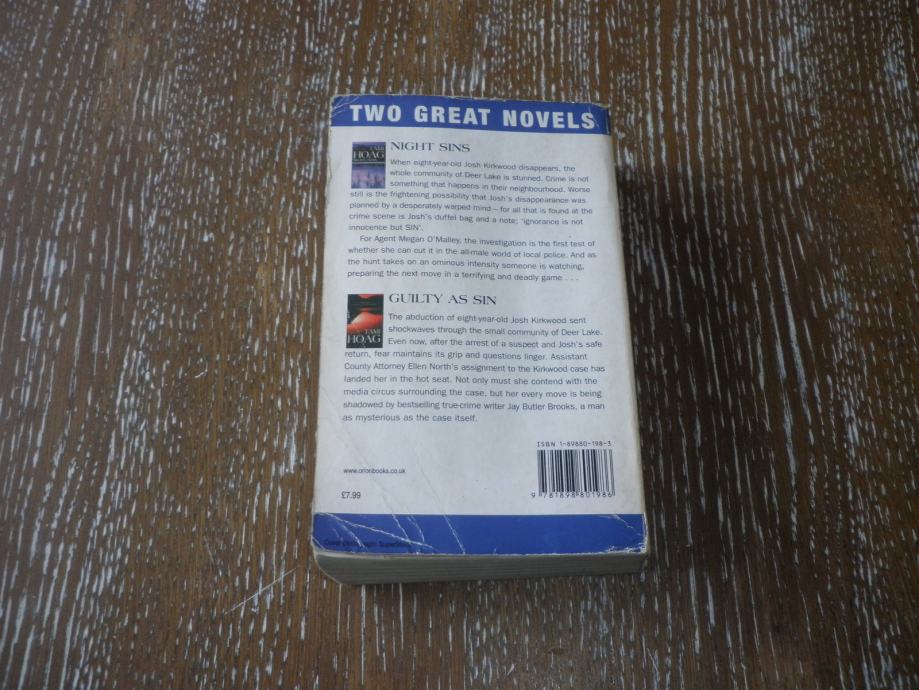 TWO GREAT NOVELS
NIGHT SINS
TAMI
HOAG
When eight-year-old Josh Kirkwood disappears, the
whole community of Deer Lake is stunned. Crime is not
something that happens in their neighbourhood. Worse
still is the frightening possibility that Josh's disappearance was
planned by a desperately warped mind – for all that is found at the
crime scene is Josh's duffel bag and a note; 'ignorance is not
innocence but SIN'.
For Agent Megan O'Malley, the investigation is the first test of
whether she can cut it in the all-male world of local police. And as
the hunt takes on an ominous intensity someone is watching,
preparing the next move in a terrifying and deadly game . . .
GUILTY AS SIN
TAMI
HOAG
The abduction of eight-year-old Josh Kirkwood sent
shockwaves through the small community of Deer Lake.
Even now, after the arrest of a suspect and Josh's safe
return, fear maintains its grip and questions linger. Assistant
County Attorney Ellen North's assignment to the Kirkwood case has
landed her in the hot seat. Not only must she contend with the
media circus surrounding the case, but her every move is being
shadowed by bestselling true-crime writer Jay Butler Brooks, a man
as mysterious as the case itself.
ISBN 1-89880-198-3
www.orionbooks.co.uk
£7.99
9 781898 801986
Cover